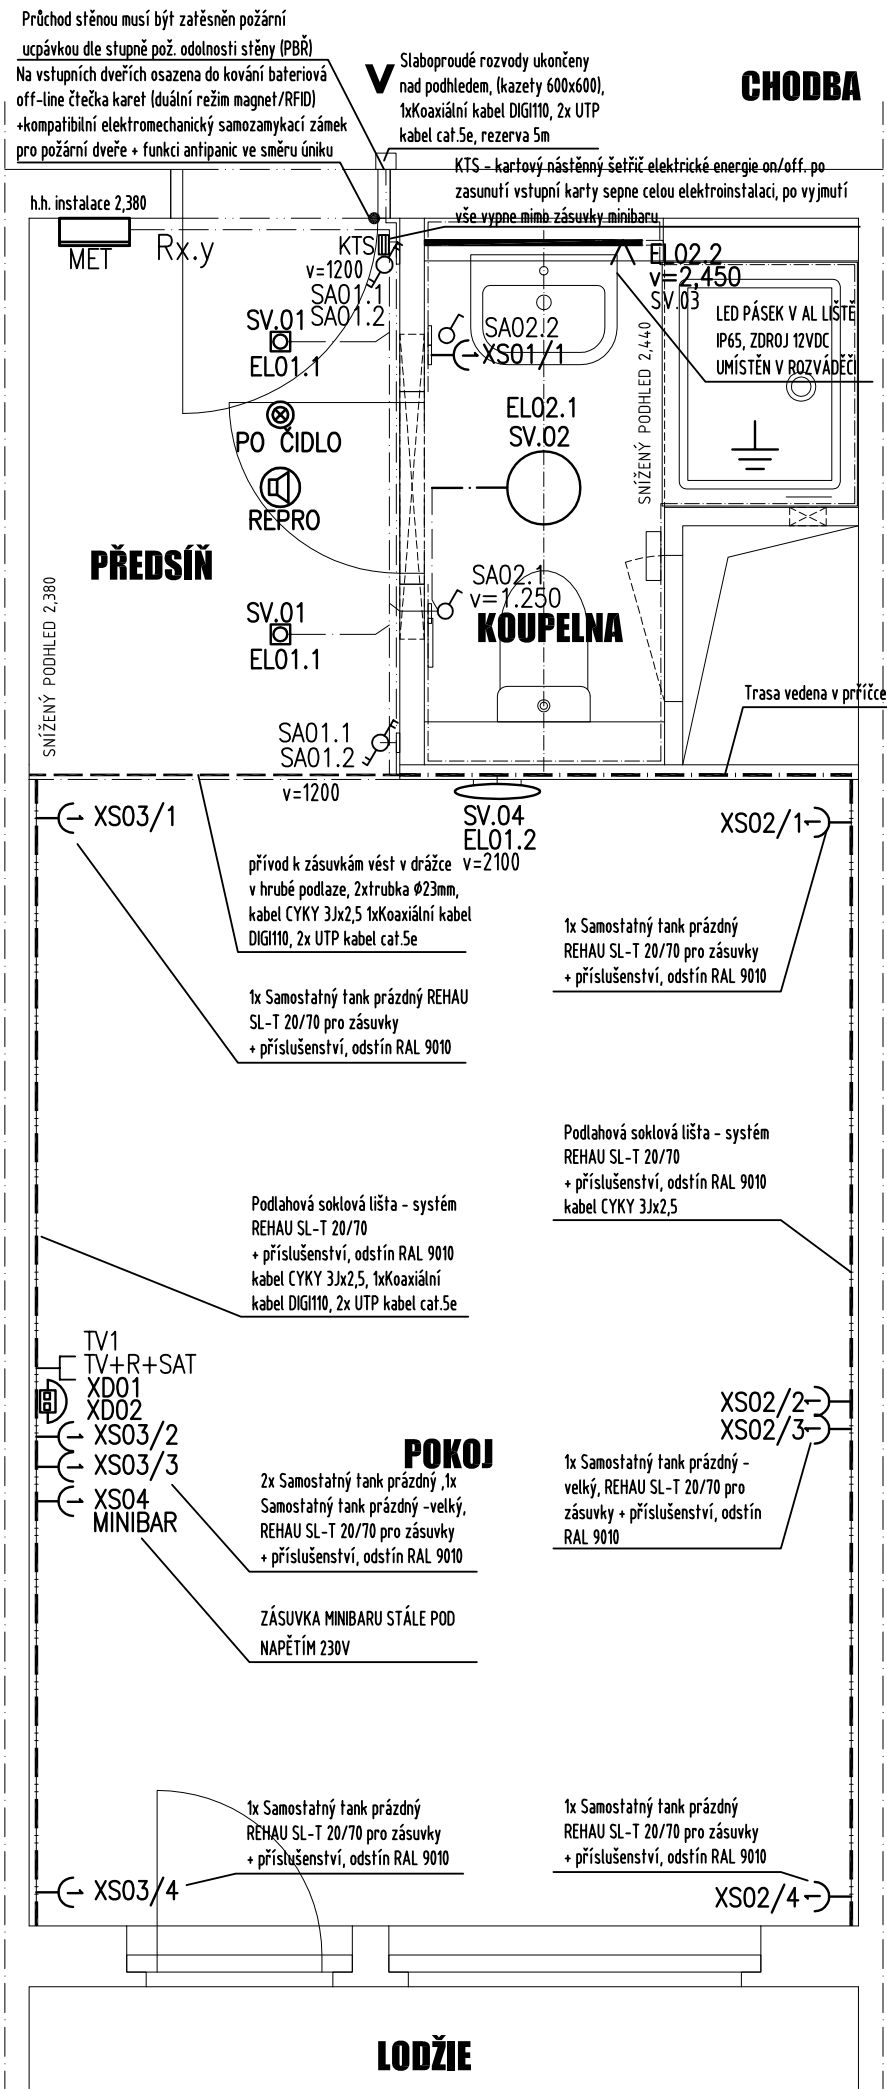 Průchod stěnou musí být zatěsněn požární
ucpávkou dle stupně pož. odolnosti stěny (PBŘ)
Na vstupních dveřích osazena do kování bateriová
off-line čtečka karet (duální režim magnet/RFID)
+kompatibilní elektromechanický samozamykací zámek
pro požární dveře + funkci antipanic ve směru úniku
V
Slaboproudé rozvody ukončeny
nad podhledem, (kazety 600x600),
1xKoaxiální kabel DIGI110, 2x UTP
kabel cat.5e, rezerva 5m
CHODBA
KTS - kartový nástěnný šetřič elektrické energie on/off. po
zasunutí vstupní karty sepne celou elektroinstalaci, po vyjmutí
vše vypne mimo zásuvky minibaru
h.h. instalace 2,380
MET
Rx.y
KTS
v=1200
SA01.1
SA01.2
SV.01
EL01.1
SA02.2
XS01/1
EL02.2
v=2,450
SV.03
LED PÁSEK V AL LIŠTĚ
IP65, ZDROJ 12VDC
UMÍSTĚN V ROZVÁDĚČI
SNÍŽENÝ PODHLED 2,440
EL02.1
SV.02
PO ČIDLO
REPRO
PŘEDSÍŇ
SNÍŽENÝ PODHLED 2,380
SV.01
EL01.1
SA02.1
v=1.250
KOUPELNA
SA01.1
SA01.2
v=1200
Trasa vedena v příčce
XS03/1
SV.04
EL01.2
v=2100
XS02/1
přívod k zásuvkám vést v drážce
v hrubé podlaze, 2xtrubka Ø23mm,
kabel CYKY 3Jx2,5 1xKoaxiální kabel
DIGI110, 2x UTP kabel cat.5e
1x Samostatný tank prázdný
REHAU SL-T 20/70 pro zásuvky
+ příslušenství, odstín RAL 9010
1x Samostatný tank prázdný REHAU
SL-T 20/70 pro zásuvky
+ příslušenství, odstín RAL 9010
Podlahová soklová lišta - systém
REHAU SL-T 20/70
+ příslušenství, odstín RAL 9010
kabel CYKY 3Jx2,5
Podlahová soklová lišta - systém
REHAU SL-T 20/70
+ příslušenství, odstín RAL 9010
kabel CYKY 3Jx2,5, 1xKoaxiální
kabel DIGI110, 2x UTP kabel cat.5e
TV1
TV+R+SAT
XD01
XD02
XS03/2
XS03/3
XS04
MINIBAR
XS02/2
XS02/3
POKOJ
2x Samostatný tank prázdný ,1x
Samostatný tank prázdný -velký,
REHAU SL-T 20/70 pro zásuvky
+ příslušenství, odstín RAL 9010
1x Samostatný tank prázdný -
velký, REHAU SL-T 20/70 pro
zásuvky + příslušenství, odstín
RAL 9010
ZÁSUVKA MINIBARU STÁLE POD
NAPĚTÍM 230V
1x Samostatný tank prázdný
REHAU SL-T 20/70 pro zásuvky
+ příslušenství, odstín RAL 9010
1x Samostatný tank prázdný
REHAU SL-T 20/70 pro zásuvky
+ příslušenství, odstín RAL 9010
XS03/4
XS02/4
LODŽIE